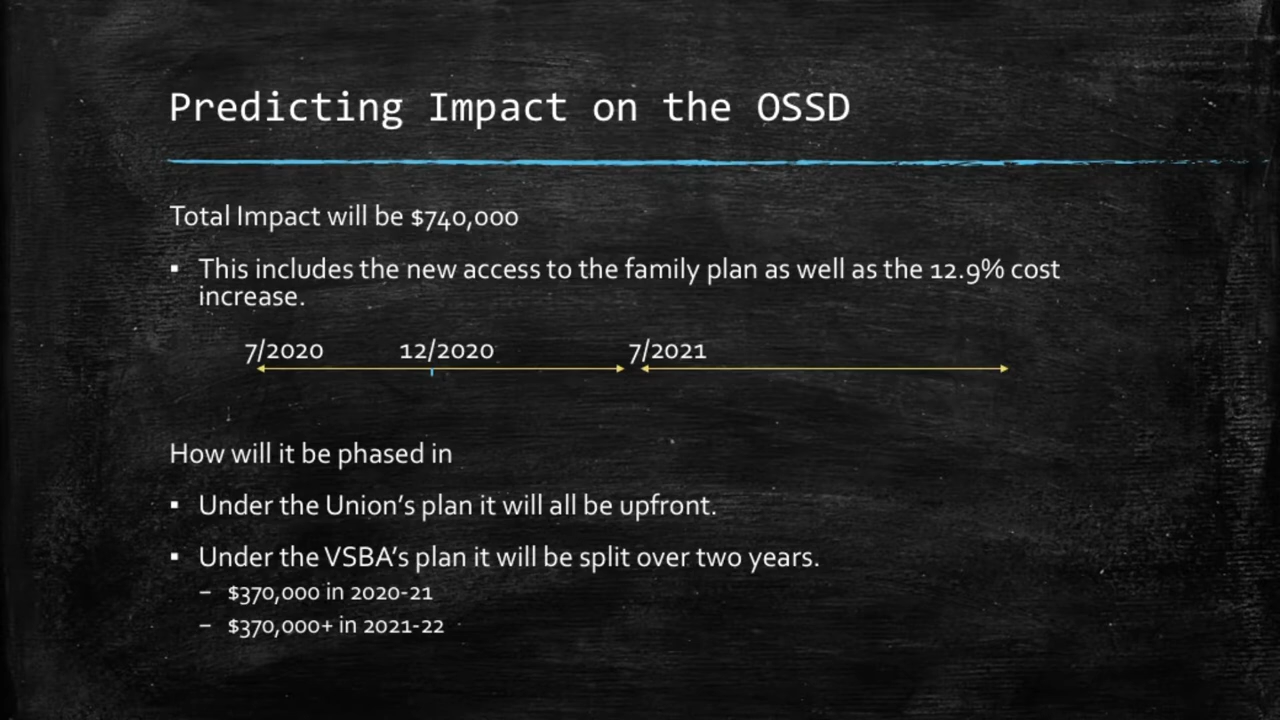 Predicting Impact on the OSSD
Total Impact will be $740,000
▪ This includes the new access to the family plan as well as the 12.9% cost
increase.
7/2020 12/2020 7/2021
How will it be phased in
▪ Under the Union’s plan it will all be upfront.
▪ Under the VSBA’s plan it will be split over two years.
– $370,000 in 2020-21
– $370,000+ in 2021-22